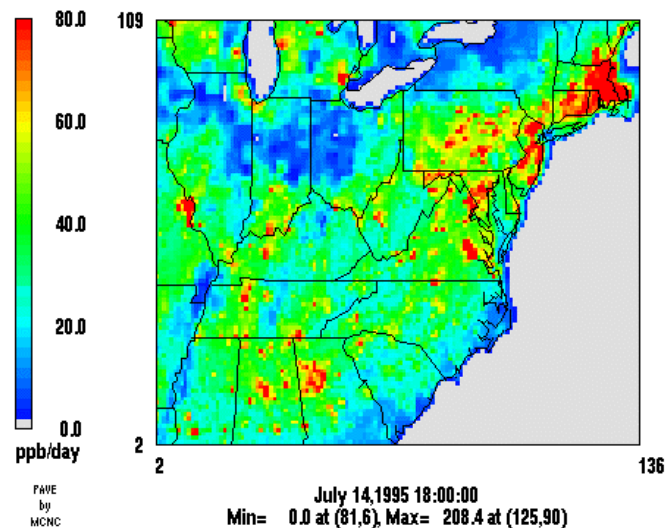 80.0
60.0
40.0
20.0
0.0
ppb/day
PAVE
by
MCNC
109
2
2
136
July 14,1995 18:00:00
Min= 0.0 at (81,6), Max= 208.4 at (125,90)